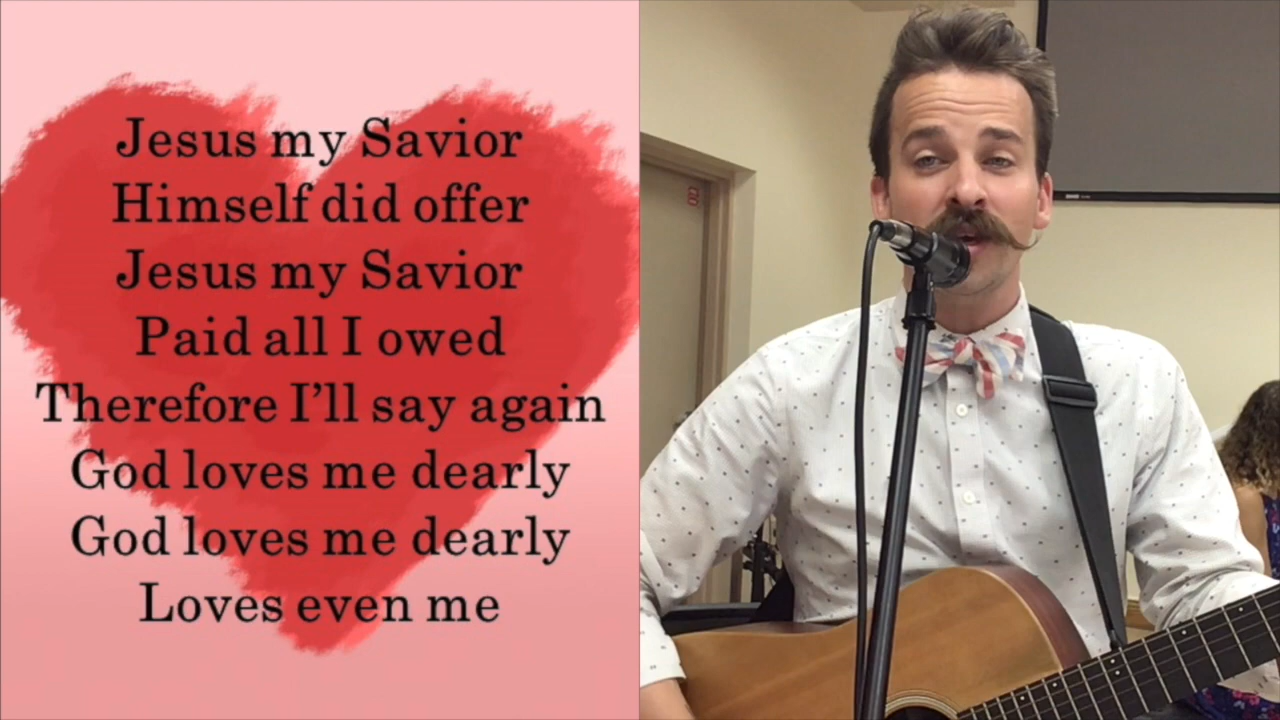 Jesus my Savior
Himself did offer
Jesus my Savior
Paid all I owed
Therefore I’ll say again
God loves me dearly
God loves me dearly
Loves even me